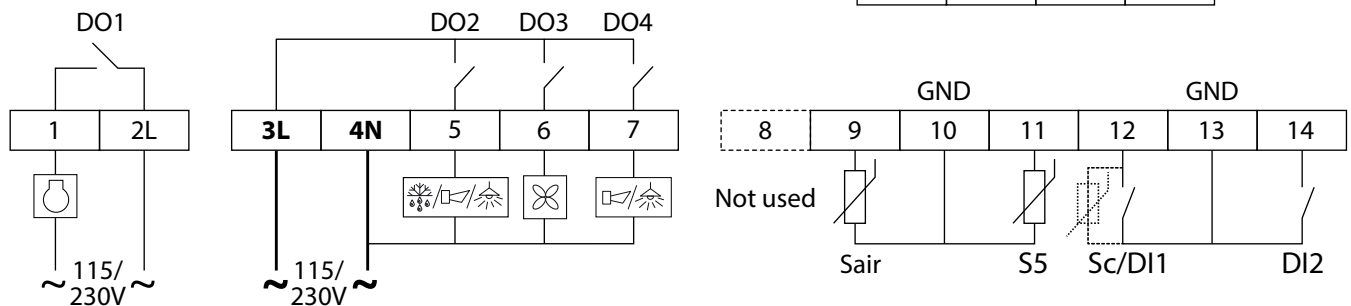 DO1
DO2 DO3 DO4
GND GND
1 2L 3L 4N 5 6 7 8 9 10 11 12 13 14
Not used
Sair S5 Sc/DI1 DI2
~ 115/ ~ ~ 115/ ~
230V 230V